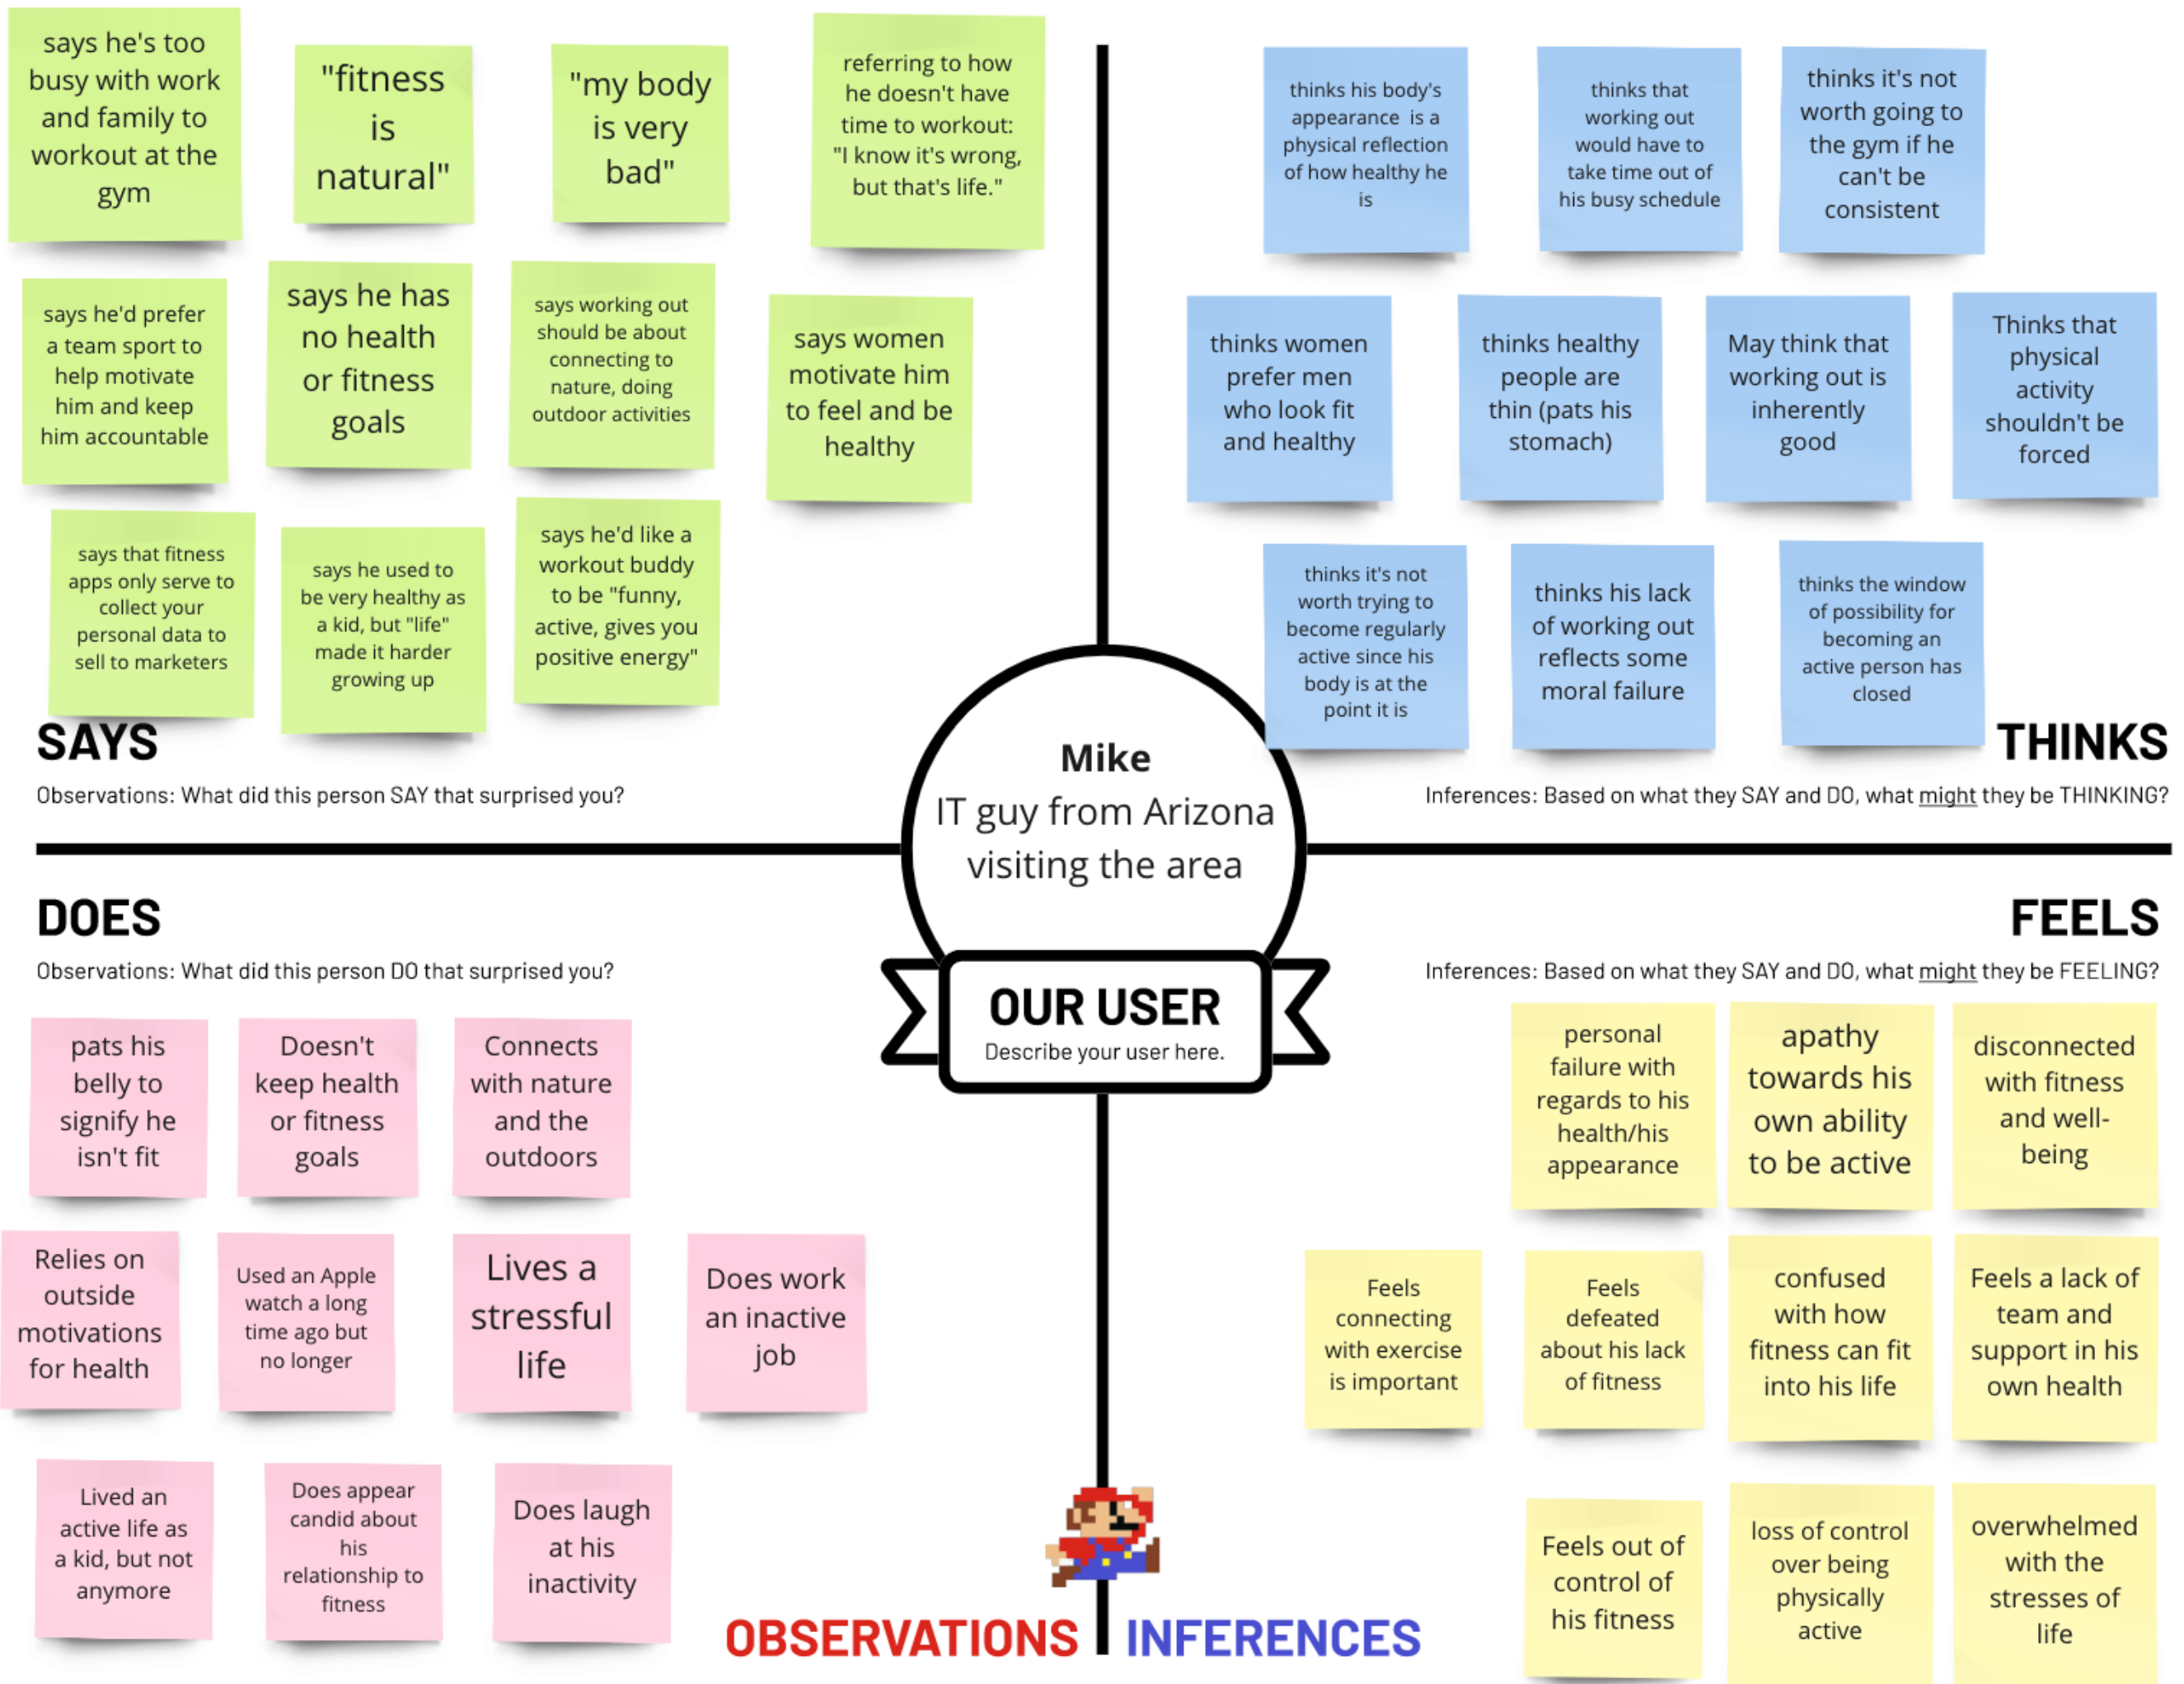 says he's too
busy with work
and family to
workout at the
gym
"fitness
is
natural"
"my body
is very
bad"
referring to how
he doesn't have
time to workout:
"I know it's wrong,
but that's life."
says he'd prefer
a team sport to
help motivate
him and keep
him accountable
says he has
no health
or fitness
goals
says working out
should be about
connecting to
nature, doing
outdoor activities
says women
motivate him
to feel and be
healthy
says that fitness
apps only serve to
collect your
personal data to
sell to marketers
says he used to
be very healthy as
a kid, but "life"
made it harder
growing up
says he'd like a
workout buddy
to be "funny,
active, gives you
positive energy"
SAYS
Observations: What did this person SAY that surprised you?
thinks his body's
appearance is a
physical reflection
of how healthy he
is
thinks that
working out
would have to
take time out of
his busy schedule
thinks it's not
worth going to
the gym if he
can't be
consistent
thinks women
prefer men
who look fit
and healthy
thinks healthy
people are
thin (pats his
stomach)
May think that
working out is
inherently
good
Thinks that
physical
activity
shouldn't be
forced
thinks it's not
worth trying to
become regularly
active since his
body is at the
point it is
thinks his lack
of working out
reflects some
moral failure
thinks the window
of possibility for
becoming an
active person has
closed
THINKS
Inferences: Based on what they SAY and DO, what might they be THINKING?
Mike
IT guy from Arizona
visiting the area
OUR USER
Describe your user here.
DOES
Observations: What did this person DO that surprised you?
pats his
belly to
signify he
isn't fit
Doesn't
keep health
or fitness
goals
Connects
with nature
and the
outdoors
Relies on
outside
motivations
for health
Used an Apple
watch a long
time ago but
no longer
Lives a
stressful
life
Does work
an inactive
job
Lived an
active life as
a kid, but not
anymore
Does appear
candid about
his
relationship to
fitness
Does laugh
at his
inactivity
FEELS
Inferences: Based on what they SAY and DO, what might they be FEELING?
personal
failure with
regards to his
health/his
appearance
apathy
towards his
own ability
to be active
disconnected
with fitness
and well-
being
Feels
connecting
with exercise
is important
Feels
defeated
about his lack
of fitness
confused
with how
fitness can fit
into his life
Feels a lack of
team and
support in his
own health
Feels out of
control of
his fitness
loss of control
over being
physically
active
overwhelmed
with the
stresses of
life
OBSERVATIONS
INFERENCES